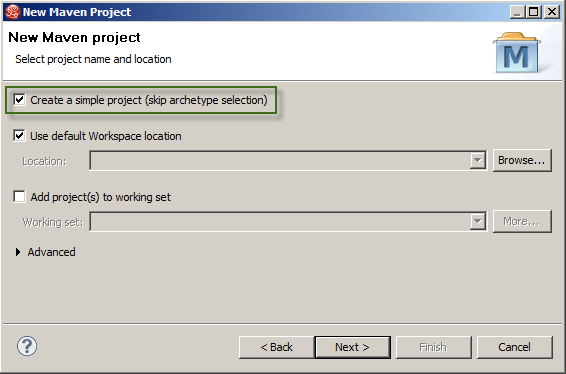 New Maven Project
New Maven project
Select project name and location
M
Create a simple project (skip archetype selection)
Use default Workspace location
Location:
Browse...
Add project(s) to working set
Working set:
More...
Advanced
?
< Back
Next >
Finish
Cancel